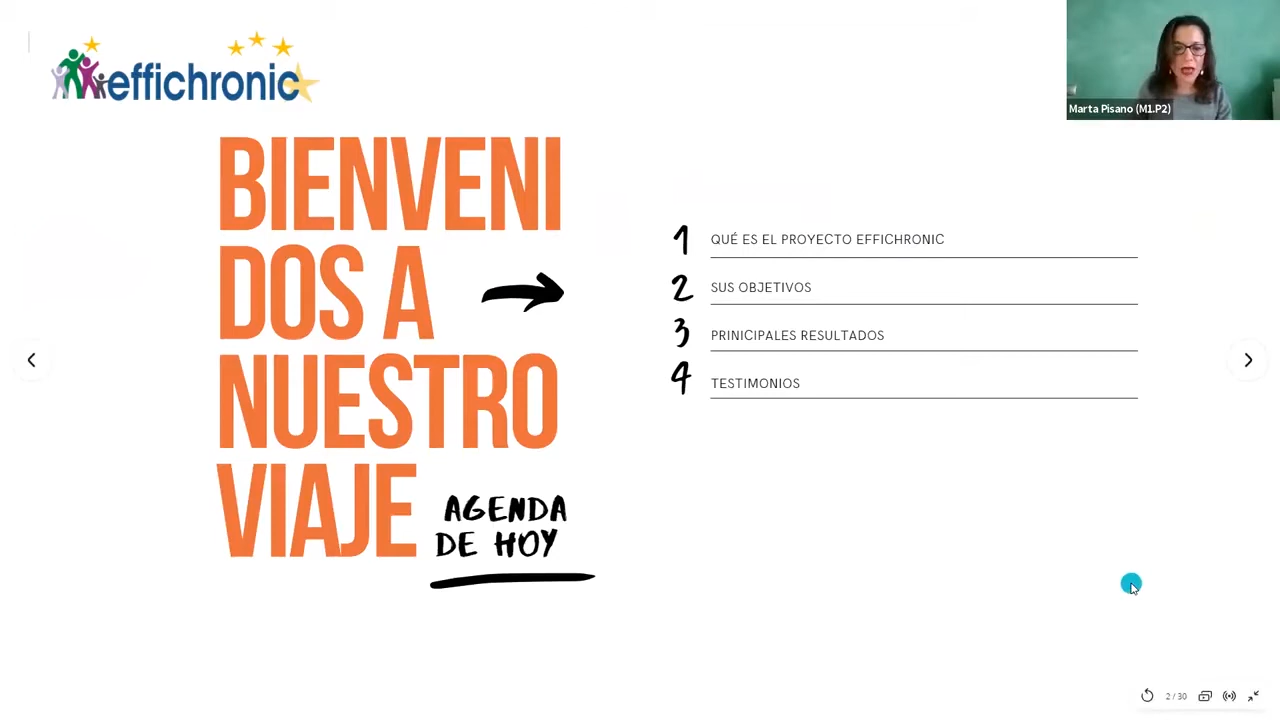 effichronic
Marta Pisano (M1.P2)
BIENVENI
DOS A
NUESTRO
VIAJE
AGENDA
DE HOY
1 QUÉ ES EL PROYECTO EFFICHRONIC
2 SUS OBJETIVOS
3 PRINICIPALES RESULTADOS
4 TESTIMONIOS
2 / 30